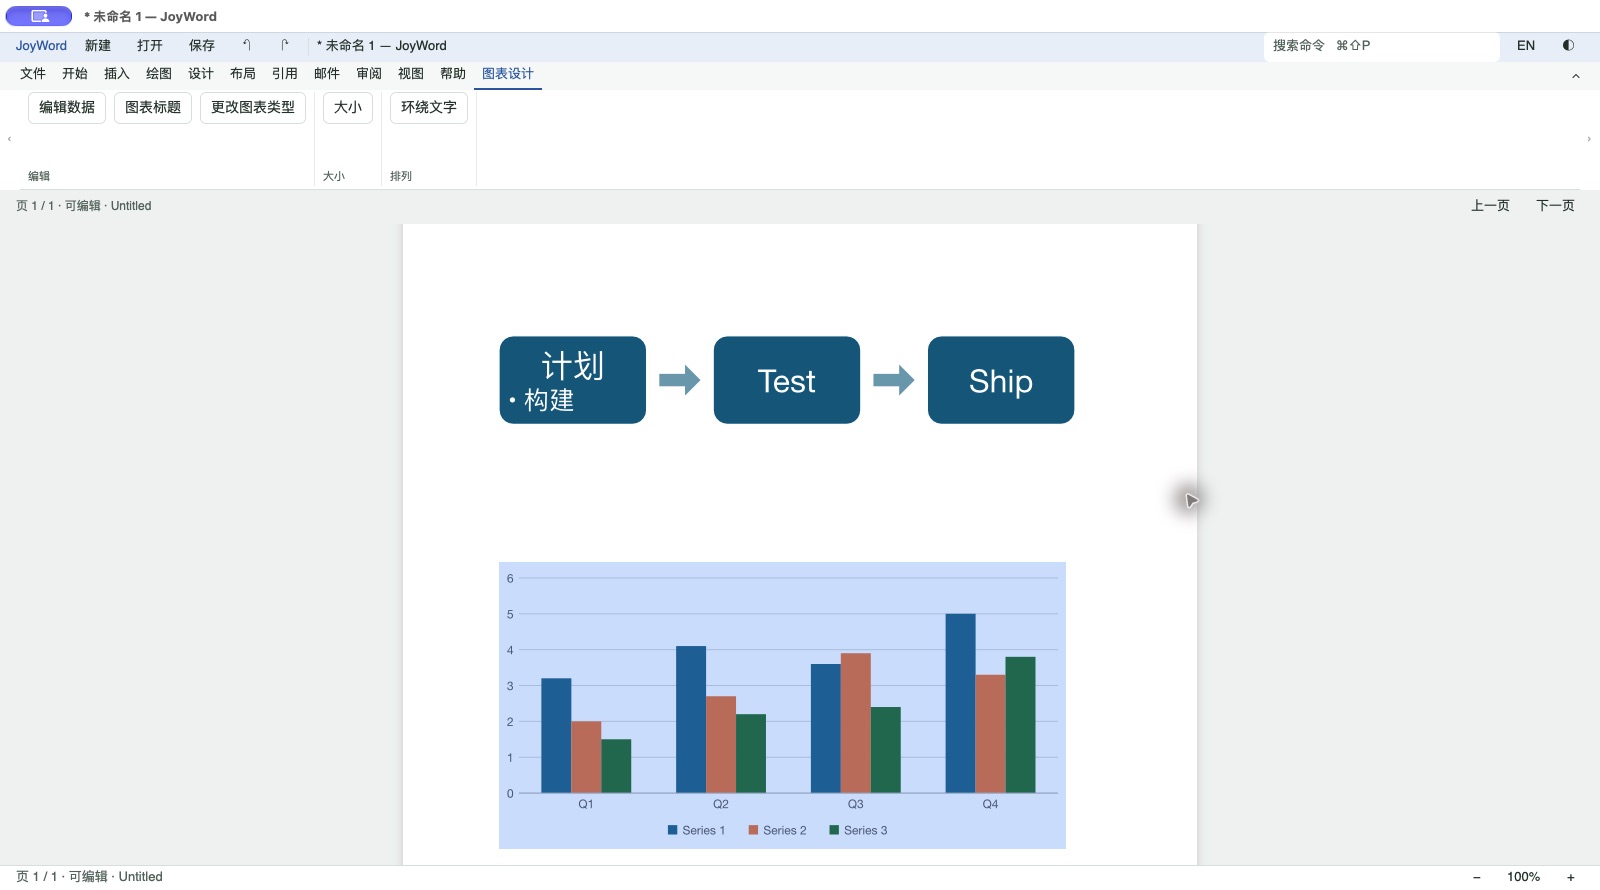 * 未命名 1 — JoyWord
JoyWord 新建 打开 保存 * 未命名 1 — JoyWord 搜索命令 ⌘⇧P EN
文件 开始 插入 绘图 设计 布局 引用 邮件 审阅 视图 帮助 图表设计
编辑数据 图表标题 更改图表类型 大小 环绕文字
编辑 大小 排列
页 1 / 1 · 可编辑 · Untitled 上一页 下一页
计划
• 构建
Test
Ship
6
5
4
3
2
1
0
Q1 Q2 Q3 Q4
Series 1 Series 2 Series 3
页 1 / 1 · 可编辑 · Untitled − 100% +